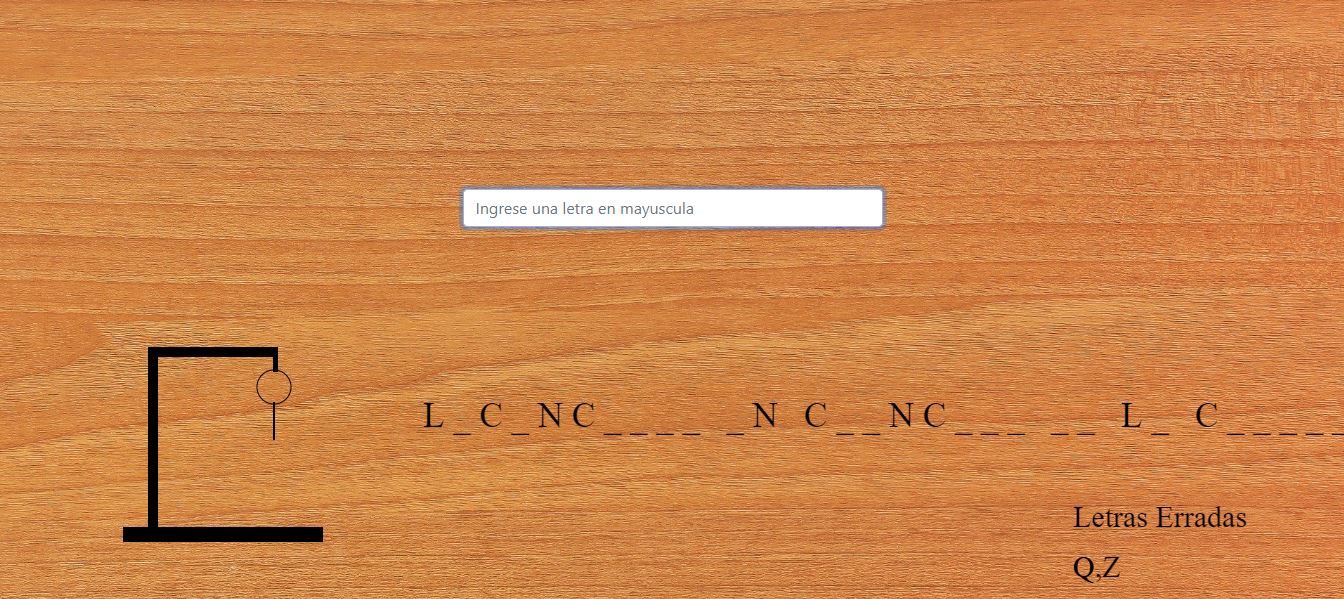 Ingrese una letra en mayuscula
L _ C _ N C _ _ _ _   _ N   C _ _ N C _ _ _   _ _   L _   C _ _ _ _ _
Letras Erradas
Q,Z